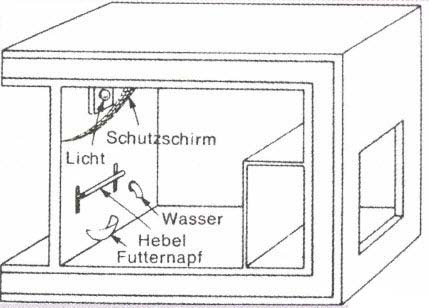 Schutzschirm
Licht
Wasser
Hebel
Futternapf